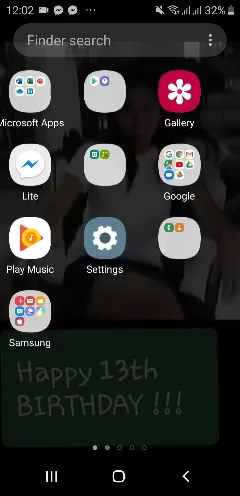 12:02 32%
Finder search
Microsoft Apps
Gallery
Lite
Google
Play Music
Settings
Samsung
Happy 13th
BIRTHDAY !!!